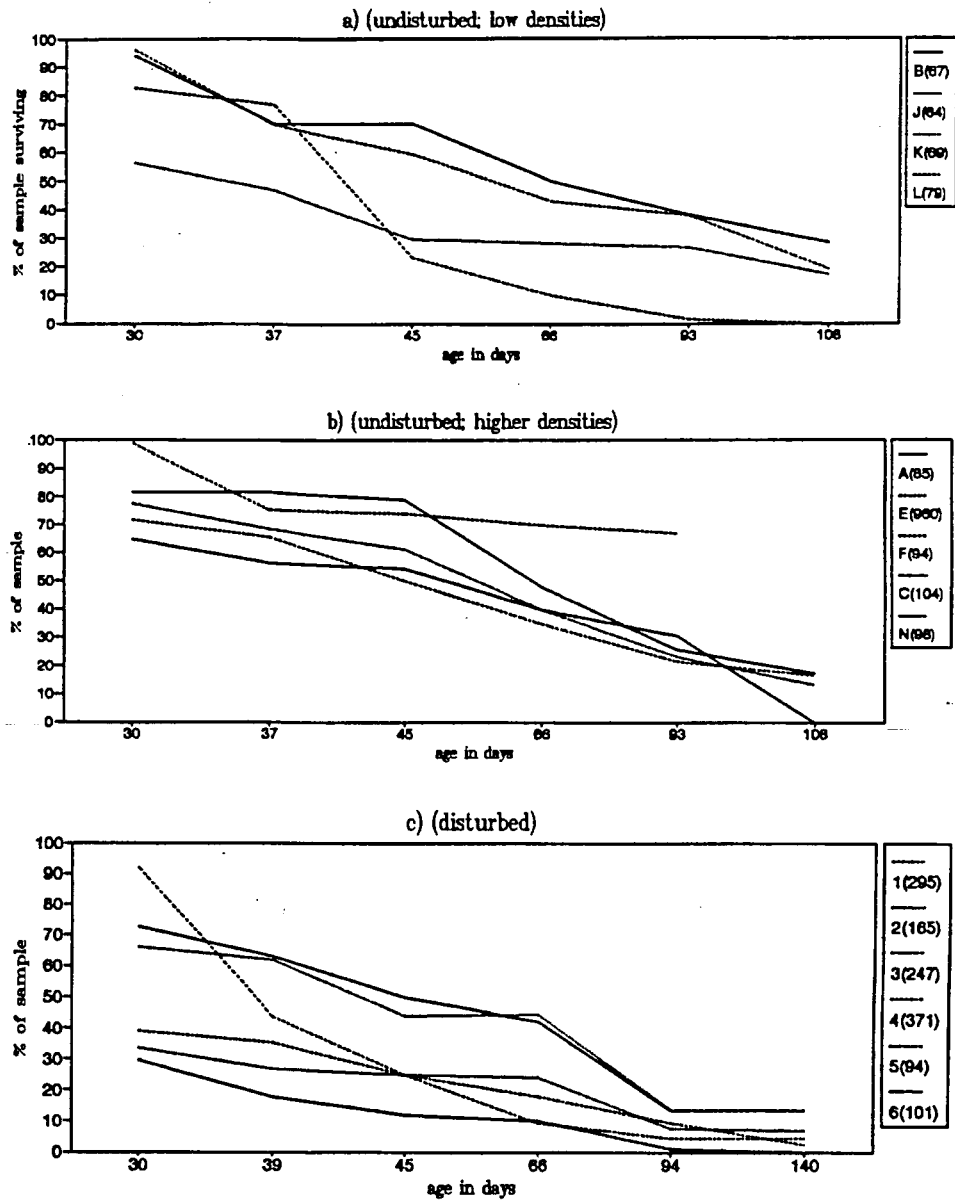 a) (undisturbed; low densities)
% of sample surviving
100
90
80
70
60
50
40
30
20
10
0
30 37 45 66 93 108
age in days
B(67)
J(64)
K(69)
L(79)
b) (undisturbed; higher densities)
% of sample
100
90
80
70
60
50
40
30
20
10
0
30 37 45 66 93 108
age in days
A(85)
E(960)
F(94)
C(104)
N(98)
c) (disturbed)
% of sample
100
90
80
70
60
50
40
30
20
10
0
30 39 45 66 94 140
age in days
1(295)
2(165)
3(247)
4(371)
5(94)
6(101)